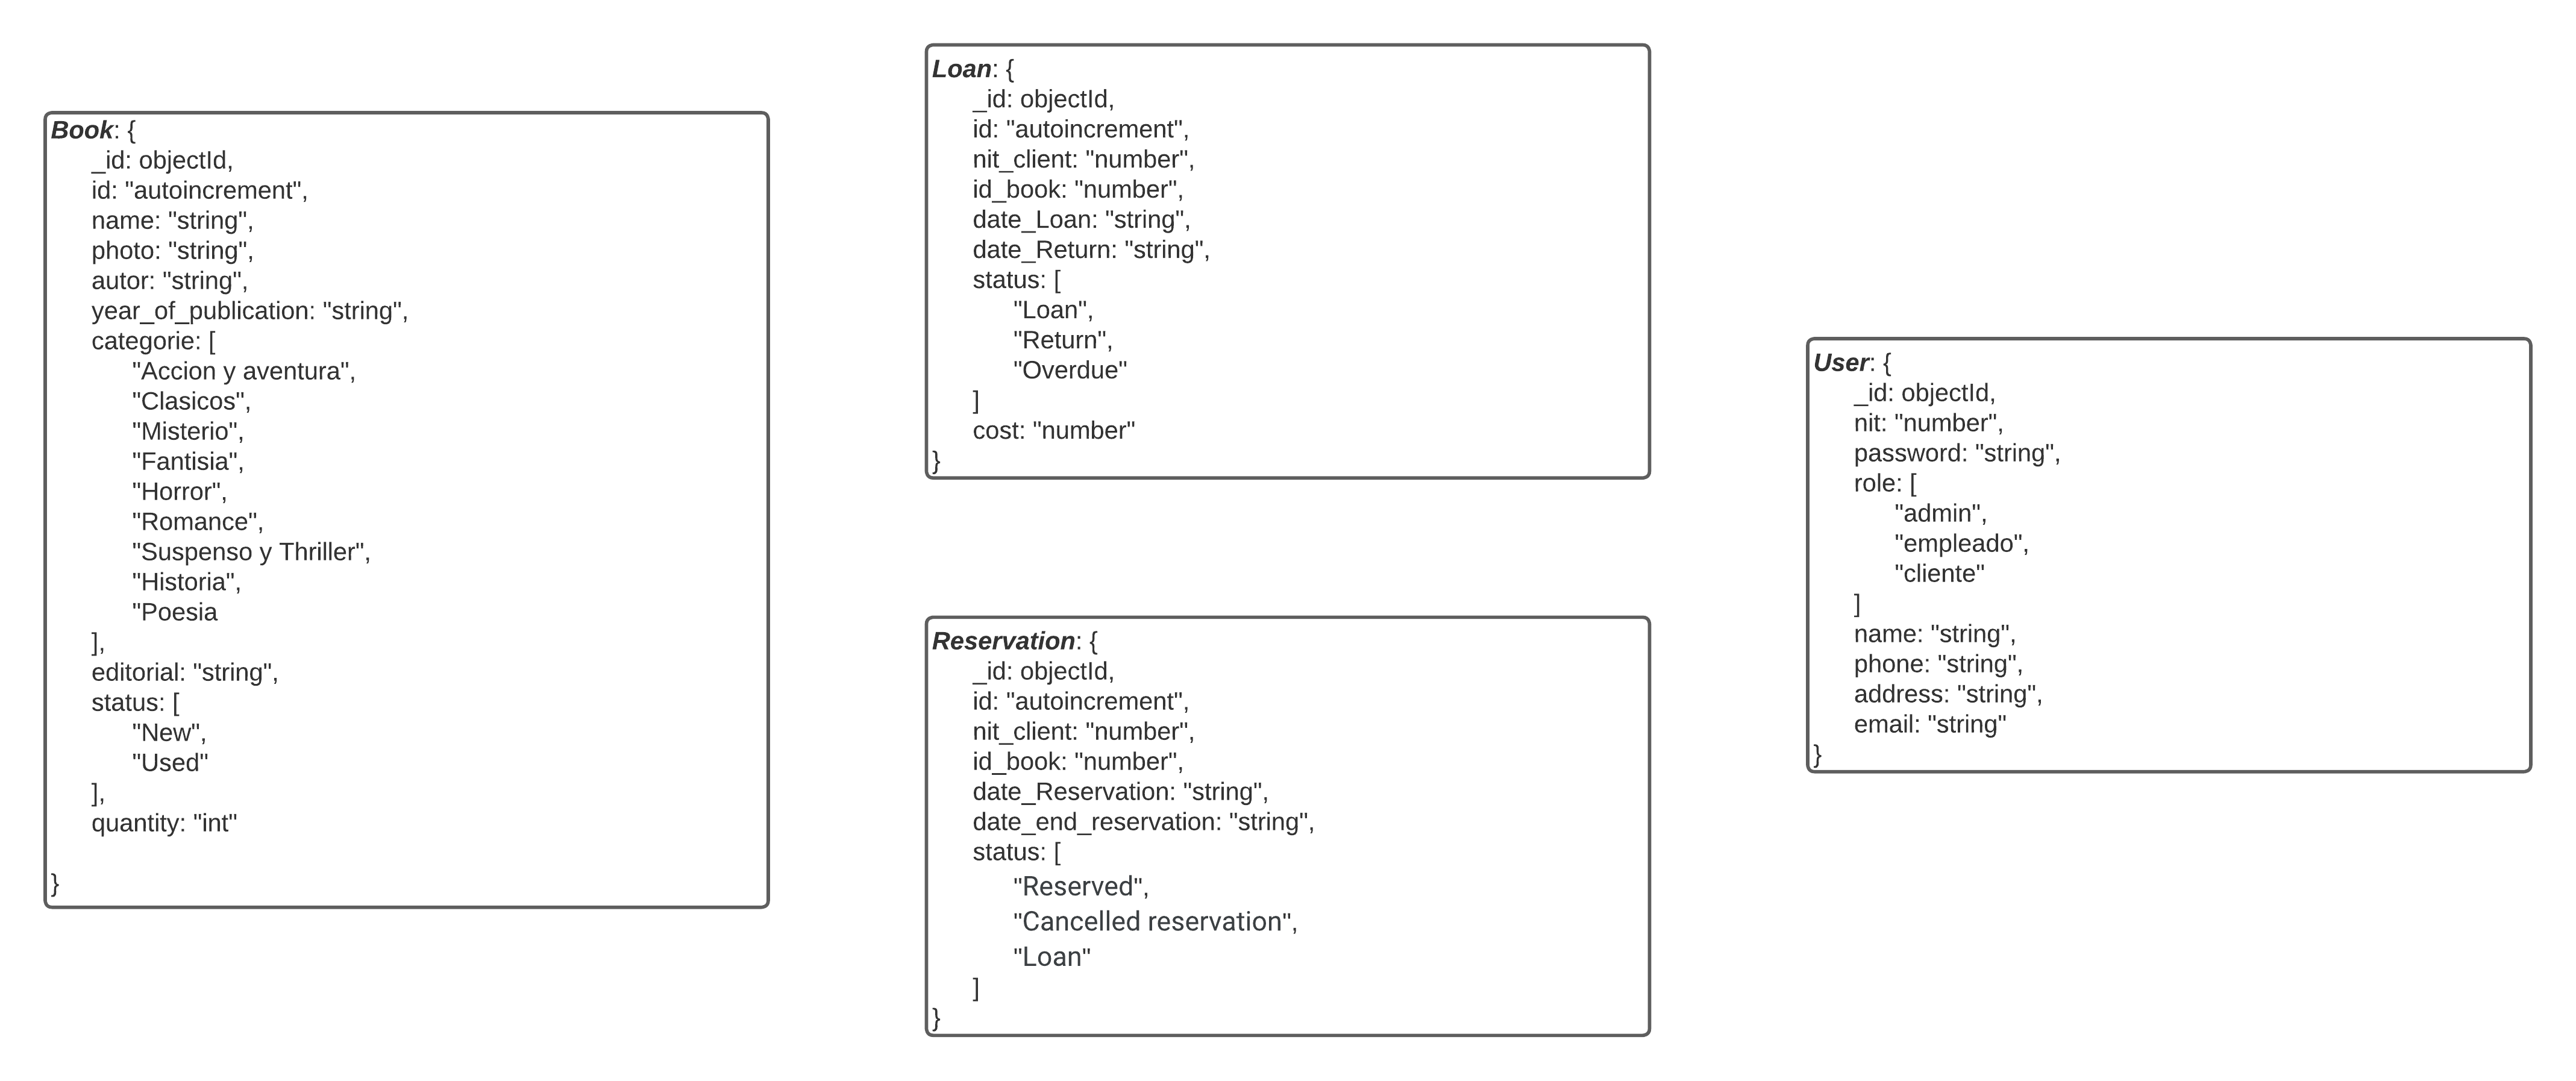 Book: {
_id: objectId,
id: "autoincrement",
name: "string",
photo: "string",
autor: "string",
year_of_publication: "string",
categorie: [
"Accion y aventura",
"Clasicos",
"Misterio",
"Fantisia",
"Horror",
"Romance",
"Suspenso y Thriller",
"Historia",
"Poesia
],
editorial: "string",
status: [
"New",
"Used"
],
quantity: "int"
}
Loan: {
_id: objectId,
id: "autoincrement",
nit_client: "number",
id_book: "number",
date_Loan: "string",
date_Return: "string",
status: [
"Loan",
"Return",
"Overdue"
]
cost: "number"
}
Reservation: {
_id: objectId,
id: "autoincrement",
nit_client: "number",
id_book: "number",
date_Reservation: "string",
date_end_reservation: "string",
status: [
"Reserved",
"Cancelled reservation",
"Loan"
]
}
User: {
_id: objectId,
nit: "number",
password: "string",
role: [
"admin",
"empleado",
"cliente"
]
name: "string",
phone: "string",
address: "string",
email: "string"
}